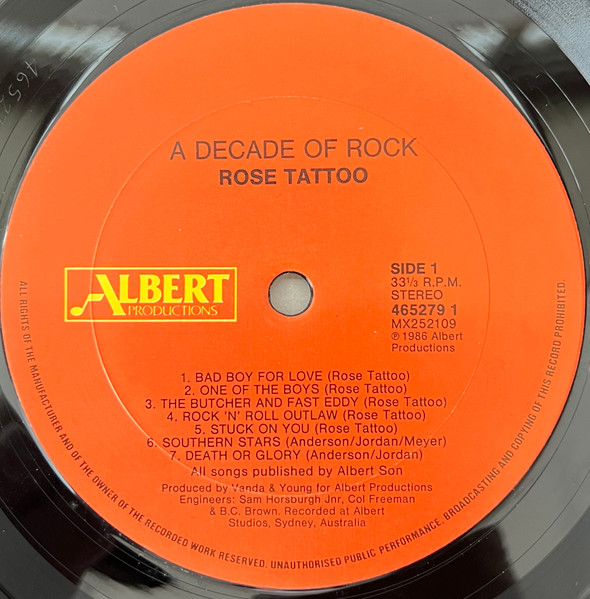 A DECADE OF ROCK
ROSE TATTOO
ALBERT
PRODUCTIONS
SIDE 1
33⅓ R.P.M.
STEREO
465279 1
MX252109
℗ 1986 Albert
Productions
1. BAD BOY FOR LOVE (Rose Tattoo)
2. ONE OF THE BOYS (Rose Tattoo)
3. THE BUTCHER AND FAST EDDY (Rose Tattoo)
4. ROCK 'N' ROLL OUTLAW (Rose Tattoo)
5. STUCK ON YOU (Rose Tattoo)
6. SOUTHERN STARS (Anderson/Jordan/Meyer)
7. DEATH OR GLORY (Anderson/Jordan)
All songs published by Albert Son
Produced by Vanda & Young for Albert Productions
Engineers: Sam Horsburgh Jnr, Col Freeman
& B.C. Brown. Recorded at Albert
Studios, Sydney, Australia
ALL RIGHTS OF THE MANUFACTURER AND OF THE OWNER OF THE RECORDED WORK RESERVED. UNAUTHORISED PUBLIC PERFORMANCE, BROADCASTING AND COPYING OF THIS RECORD PROHIBITED.